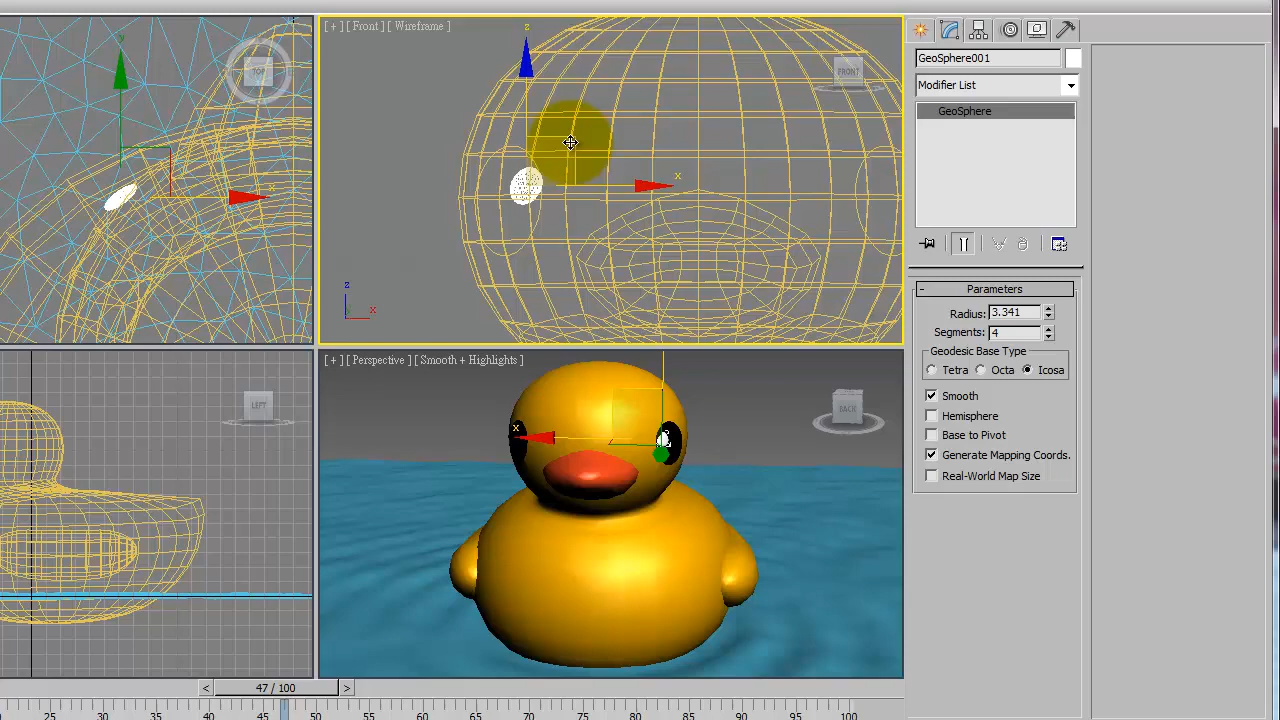 [ + ] [ Front ] [ Wireframe ]
z
TOP
FRONT
x
x
z
x
[ + ] [ Perspective ] [ Smooth + Highlights ]
LEFT
BACK
x
< 47 / 100 >
25 30 35 40 45 50 55 60 65 70 75 80 85 90 95 100
GeoSphere001
Modifier List
GeoSphere
- Parameters
Radius: 3.341
Segments: 4
Geodesic Base Type
Tetra Octa Icosa
Smooth
Hemisphere
Base to Pivot
Generate Mapping Coords.
Real-World Map Size